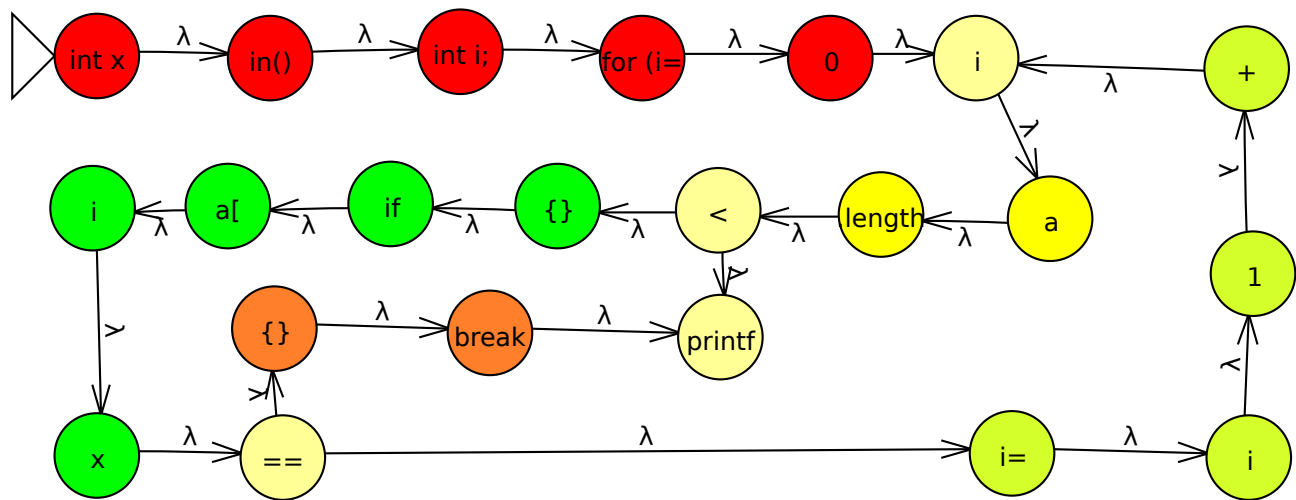 int x λ in() λ int i; λ for (i= λ 0 λ i λ +
λ λ
i λ a[ λ if λ {} λ < λ length λ a
λ λ 1
{} λ break λ printf
λ λ
x λ == λ i= λ i